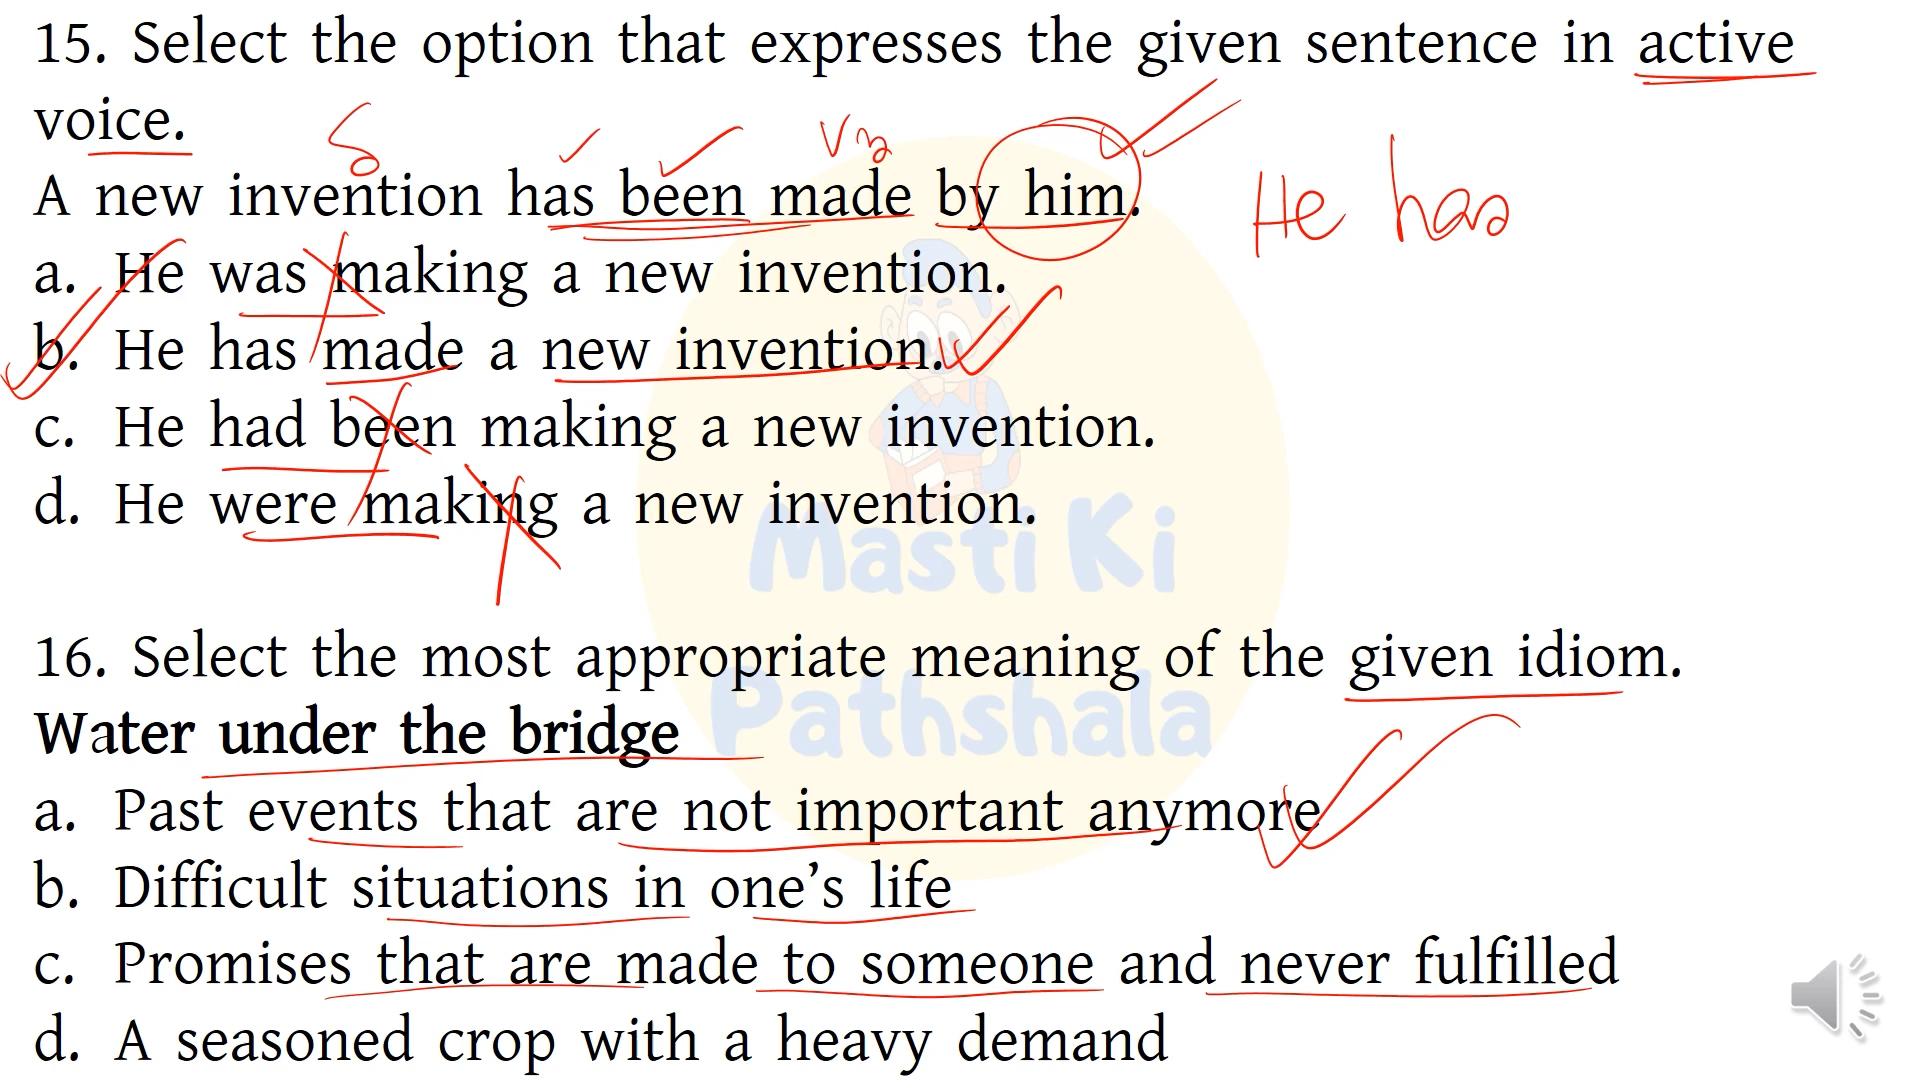 15. Select the option that expresses the given sentence in active
voice.
S
V3
A new invention has been made by him.
He has
a. He was making a new invention.
b. He has made a new invention.
c. He had been making a new invention.
d. He were making a new invention.
Masti Ki
16. Select the most appropriate meaning of the given idiom.
Pathshala
Water under the bridge
a. Past events that are not important anymore
b. Difficult situations in one’s life
c. Promises that are made to someone and never fulfilled
d. A seasoned crop with a heavy demand